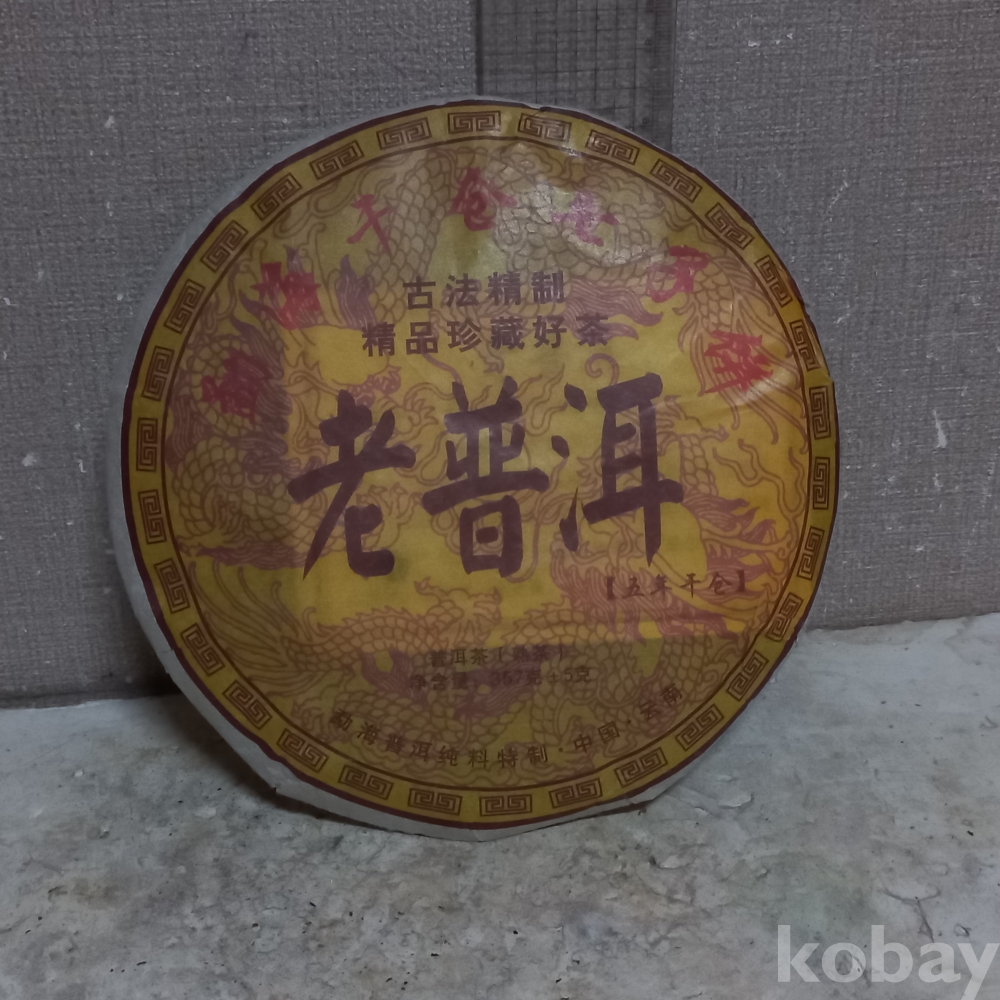 干仓
古法精制
精品珍藏好茶
老普洱
【五年干仓】
普洱茶（熟茶）
净含量：357克±5克
勐海普洱纯料特制·中国·云南
kobay